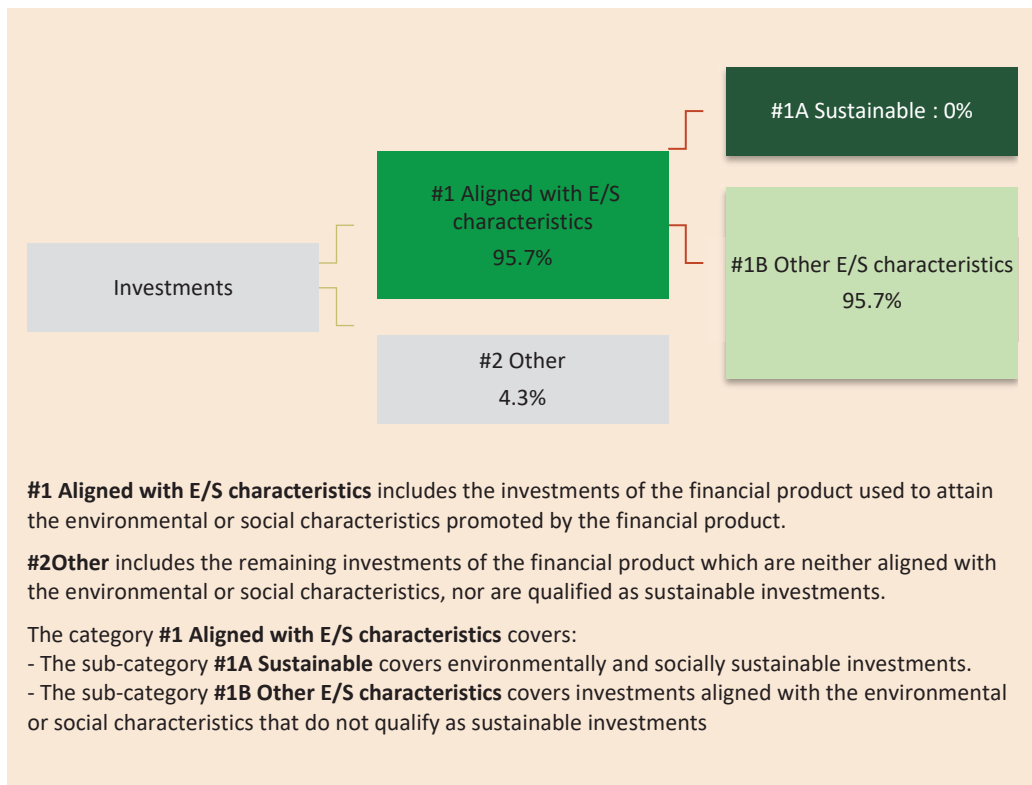 #1A Sustainable : 0%
#1 Aligned with E/S
characteristics
95.7%
#1B Other E/S characteristics
95.7%
Investments
#2 Other
4.3%
#1 Aligned with E/S characteristics includes the investments of the financial product used to attain
the environmental or social characteristics promoted by the financial product.
#2Other includes the remaining investments of the financial product which are neither aligned with
the environmental or social characteristics, nor are qualified as sustainable investments.
The category #1 Aligned with E/S characteristics covers:
- The sub-category #1A Sustainable covers environmentally and socially sustainable investments.
- The sub-category #1B Other E/S characteristics covers investments aligned with the environmental
or social characteristics that do not qualify as sustainable investments